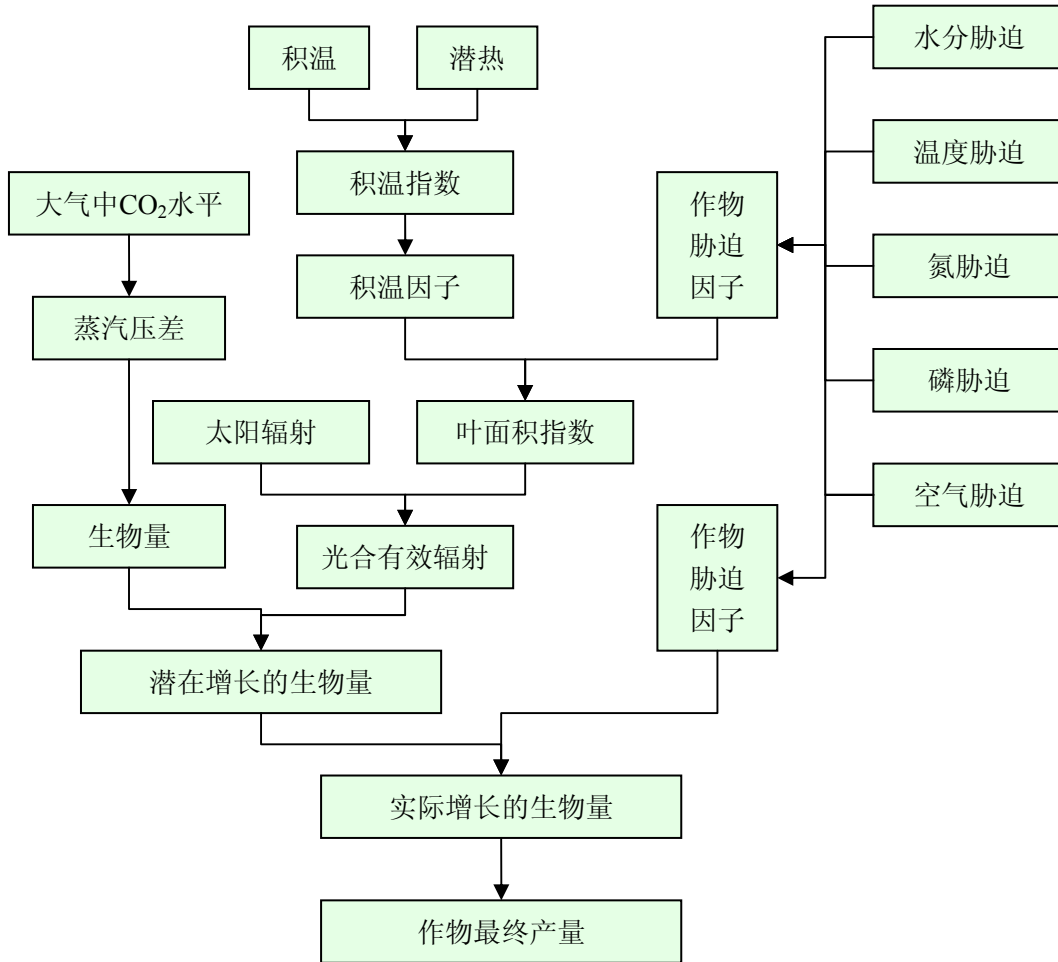 水分胁迫
积温
潜热
温度胁迫
积温指数
大气中CO₂水平
作物
胁迫
因子
氮胁迫
积温因子
蒸汽压差
磷胁迫
太阳辐射
叶面积指数
空气胁迫
生物量
光合有效辐射
作物
胁迫
因子
潜在增长的生物量
实际增长的生物量
作物最终产量